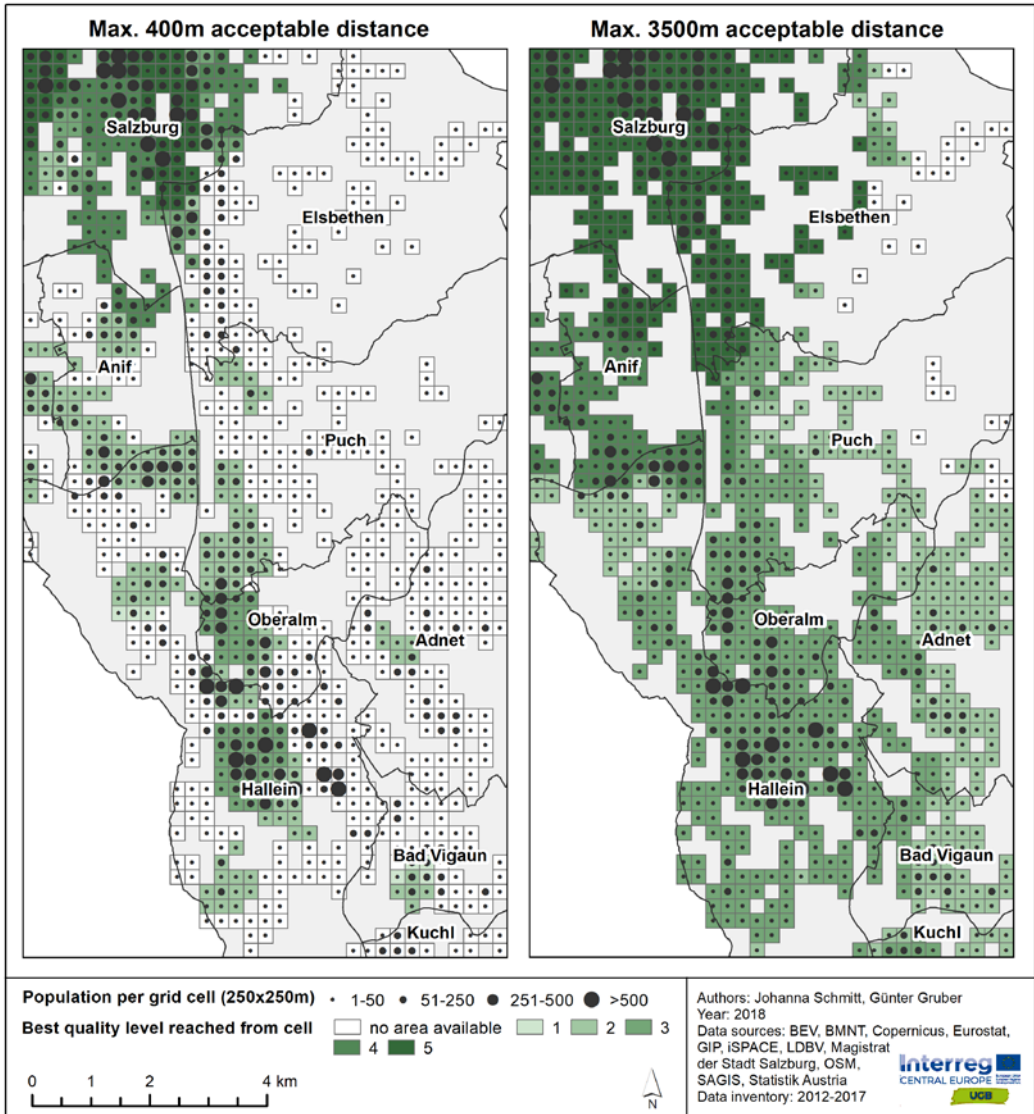 Max. 400m acceptable distance
Max. 3500m acceptable distance
Salzburg
Elsbethen
Anif
Puch
Oberalm
Adnet
Hallein
Bad Vigaun
Kuchl
Salzburg
Elsbethen
Anif
Puch
Oberalm
Adnet
Hallein
Bad Vigaun
Kuchl
Population per grid cell (250x250m) 1-50 51-250 251-500 >500
Best quality level reached from cell no area available 1 2 3
4 5
0 1 2 4 km
N
Authors: Johanna Schmitt, Günter Gruber
Year: 2018
Data sources: BEV, BMNT, Copernicus, Eurostat,
GIP, iSPACE, LDBV, Magistrat
der Stadt Salzburg, OSM,
SAGIS, Statistik Austria
Data inventory: 2012-2017
Interreg
CENTRAL EUROPE
UGB